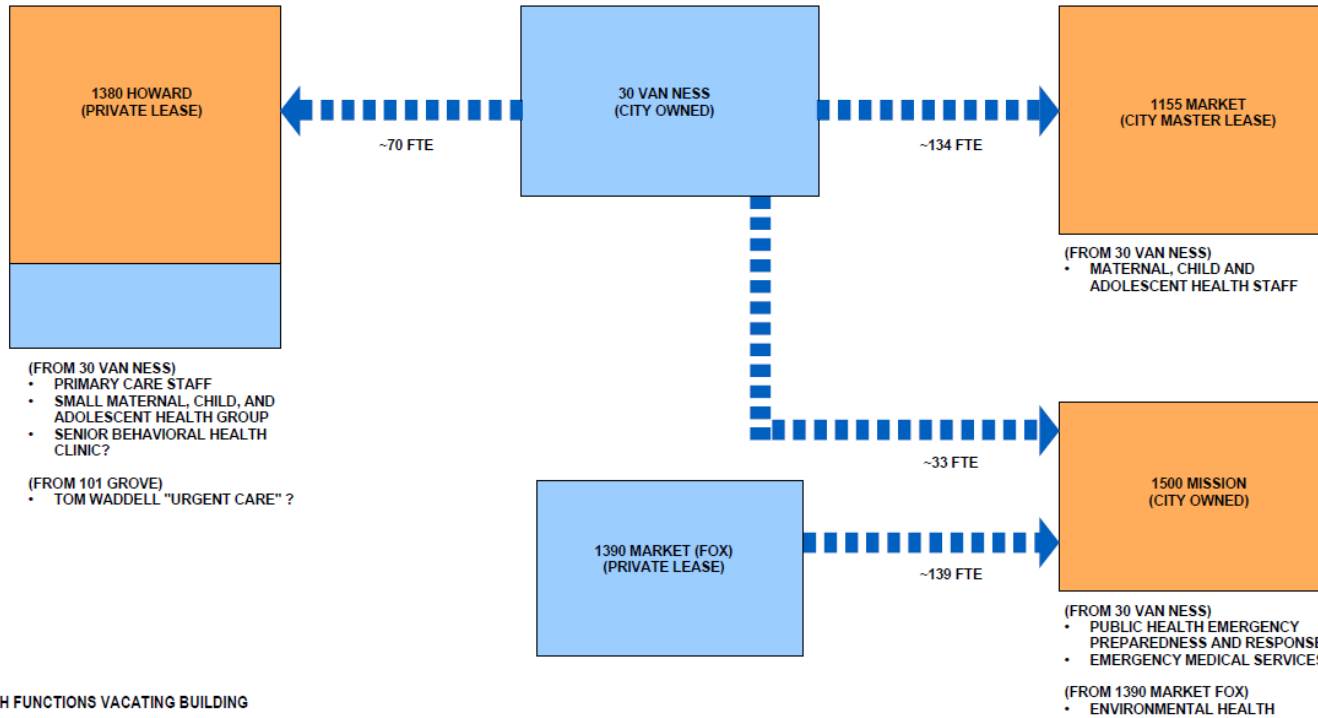 1380 HOWARD
(PRIVATE LEASE)
30 VAN NESS
(CITY OWNED)
1155 MARKET
(CITY MASTER LEASE)
~70 FTE
~134 FTE
(FROM 30 VAN NESS)
• MATERNAL, CHILD AND
ADOLESCENT HEALTH STAFF
(FROM 30 VAN NESS)
• PRIMARY CARE STAFF
• SMALL MATERNAL, CHILD, AND
ADOLESCENT HEALTH GROUP
• SENIOR BEHAVIORAL HEALTH
CLINIC?
(FROM 101 GROVE)
• TOM WADDELL "URGENT CARE" ?
~33 FTE
1500 MISSION
(CITY OWNED)
1390 MARKET (FOX)
(PRIVATE LEASE)
~139 FTE
(FROM 30 VAN NESS)
• PUBLIC HEALTH EMERGENCY
PREPAREDNESS AND RESPONSE
• EMERGENCY MEDICAL SERVICES
(FROM 1390 MARKET FOX)
• ENVIRONMENTAL HEALTH
H FUNCTIONS VACATING BUILDING